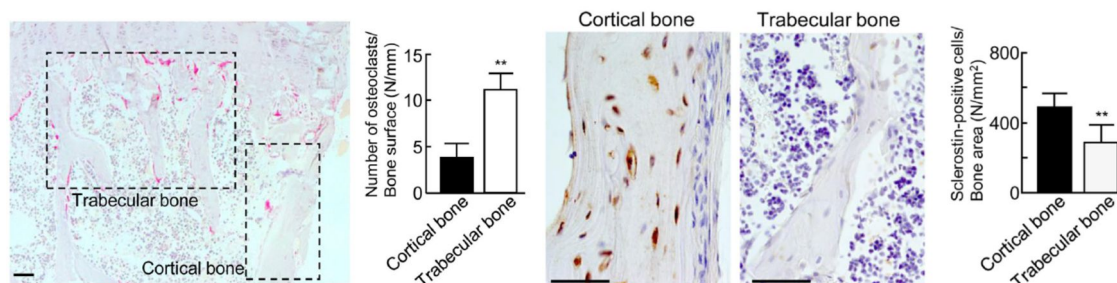 Trabecular bone
Cortical bone
Number of osteoclasts/
Bone surface (N/mm)
15
10
5
0
**
Cortical bone
Trabecular bone
Cortical bone
Trabecular bone
Sclerostin-positive cells/
Bone area (N/mm²)
800
400
0
**
Cortical bone
Trabecular bone